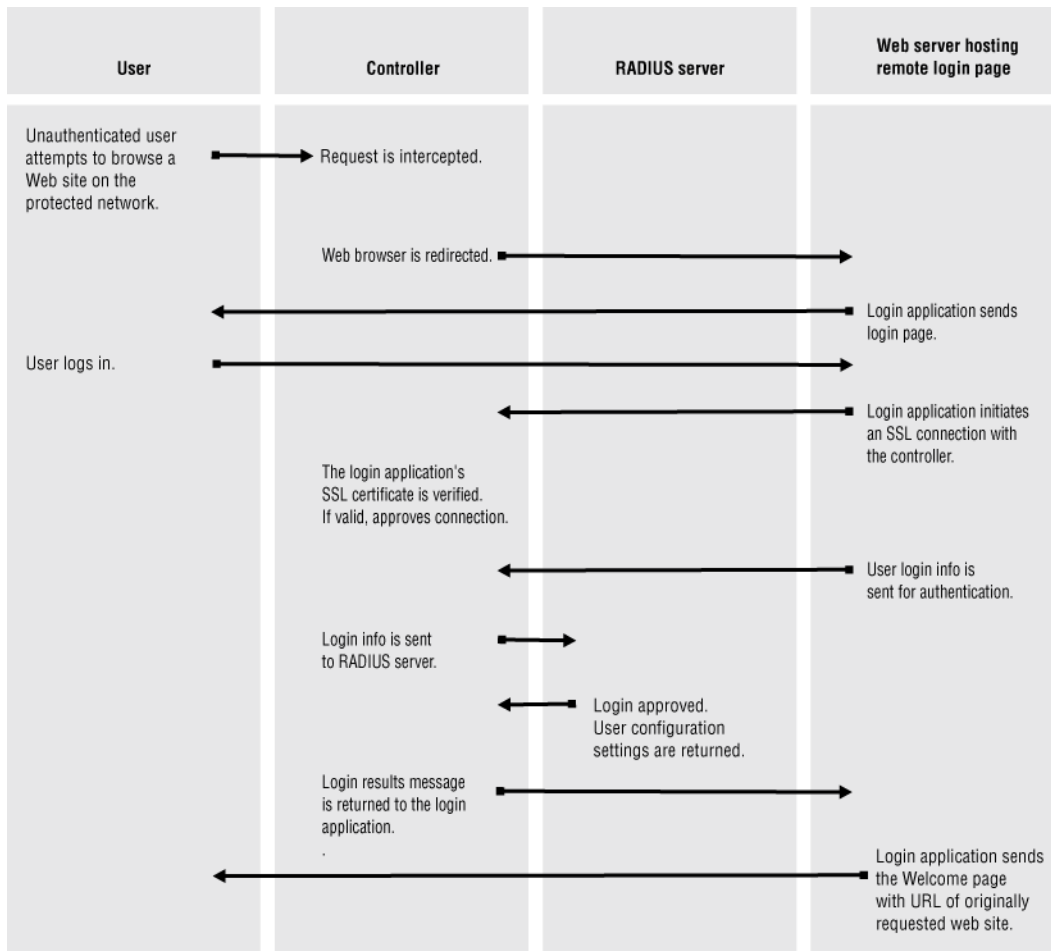 User
Controller
RADIUS server
Web server hosting
remote login page
Unauthenticated user
attempts to browse a
Web site on the
protected network.
Request is intercepted.
Web browser is redirected.
Login application sends
login page.
User logs in.
Login application initiates
an SSL connection with
the controller.
The login application's
SSL certificate is verified.
If valid, approves connection.
User login info is
sent for authentication.
Login info is sent
to RADIUS server.
Login approved.
User configuration
settings are returned.
Login results message
is returned to the login
application.
.
Login application sends
the Welcome page
with URL of originally
requested web site.